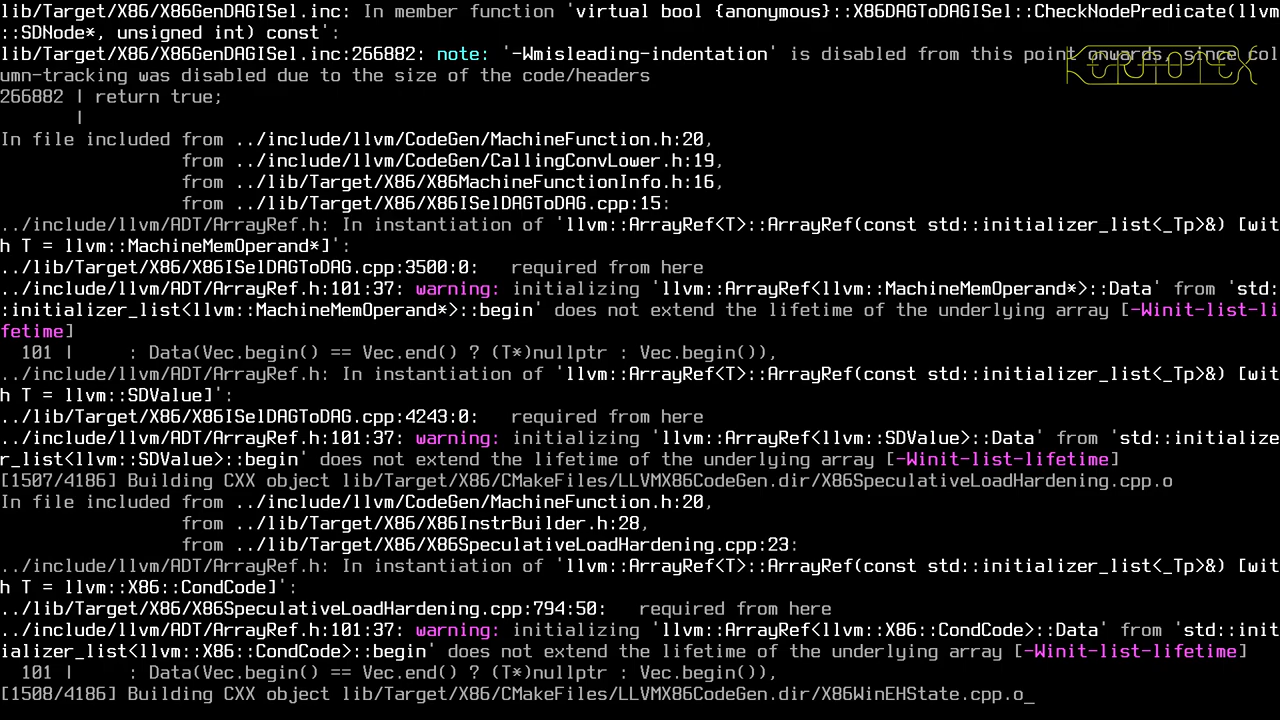 lib/Target/X86/X86GenDAGISel.inc: In member function 'virtual bool {anonymous}::X86DAGToDAGISel::CheckNodePredicate(llvm
::SDNode*, unsigned int) const':
lib/Target/X86/X86GenDAGISel.inc:266882: note: '-Wmisleading-indentation' is disabled from this point onwards, since col
umn-tracking was disabled due to the size of the code/headers
266882 | return true;
       |
In file included from ../include/llvm/CodeGen/MachineFunction.h:20,
                 from ../include/llvm/CodeGen/CallingConvLower.h:19,
                 from ../lib/Target/X86/X86MachineFunctionInfo.h:16,
                 from ../lib/Target/X86/X86ISelDAGToDAG.cpp:15:
../include/llvm/ADT/ArrayRef.h: In instantiation of 'llvm::ArrayRef<T>::ArrayRef(const std::initializer_list<_Tp>&) [wit
h T = llvm::MachineMemOperand*]':
../lib/Target/X86/X86ISelDAGToDAG.cpp:3500:0:   required from here
../include/llvm/ADT/ArrayRef.h:101:37: warning: initializing 'llvm::ArrayRef<llvm::MachineMemOperand*>::Data' from 'std:
:initializer_list<llvm::MachineMemOperand*>::begin' does not extend the lifetime of the underlying array [-Winit-list-li
fetime]
  101 |     : Data(Vec.begin() == Vec.end() ? (T*)nullptr : Vec.begin()),
../include/llvm/ADT/ArrayRef.h: In instantiation of 'llvm::ArrayRef<T>::ArrayRef(const std::initializer_list<_Tp>&) [wit
h T = llvm::SDValue]':
../lib/Target/X86/X86ISelDAGToDAG.cpp:4243:0:   required from here
../include/llvm/ADT/ArrayRef.h:101:37: warning: initializing 'llvm::ArrayRef<llvm::SDValue>::Data' from 'std::initialize
r_list<llvm::SDValue>::begin' does not extend the lifetime of the underlying array [-Winit-list-lifetime]
[1507/4186] Building CXX object lib/Target/X86/CMakeFiles/LLVMX86CodeGen.dir/X86SpeculativeLoadHardening.cpp.o
In file included from ../include/llvm/CodeGen/MachineFunction.h:20,
                 from ../lib/Target/X86/X86InstrBuilder.h:28,
                 from ../lib/Target/X86/X86SpeculativeLoadHardening.cpp:23:
../include/llvm/ADT/ArrayRef.h: In instantiation of 'llvm::ArrayRef<T>::ArrayRef(const std::initializer_list<_Tp>&) [wit
h T = llvm::X86::CondCode]':
../lib/Target/X86/X86SpeculativeLoadHardening.cpp:794:50:   required from here
../include/llvm/ADT/ArrayRef.h:101:37: warning: initializing 'llvm::ArrayRef<llvm::X86::CondCode>::Data' from 'std::init
ializer_list<llvm::X86::CondCode>::begin' does not extend the lifetime of the underlying array [-Winit-list-lifetime]
  101 |     : Data(Vec.begin() == Vec.end() ? (T*)nullptr : Vec.begin()),
[1508/4186] Building CXX object lib/Target/X86/CMakeFiles/LLVMX86CodeGen.dir/X86WinEHState.cpp.o_